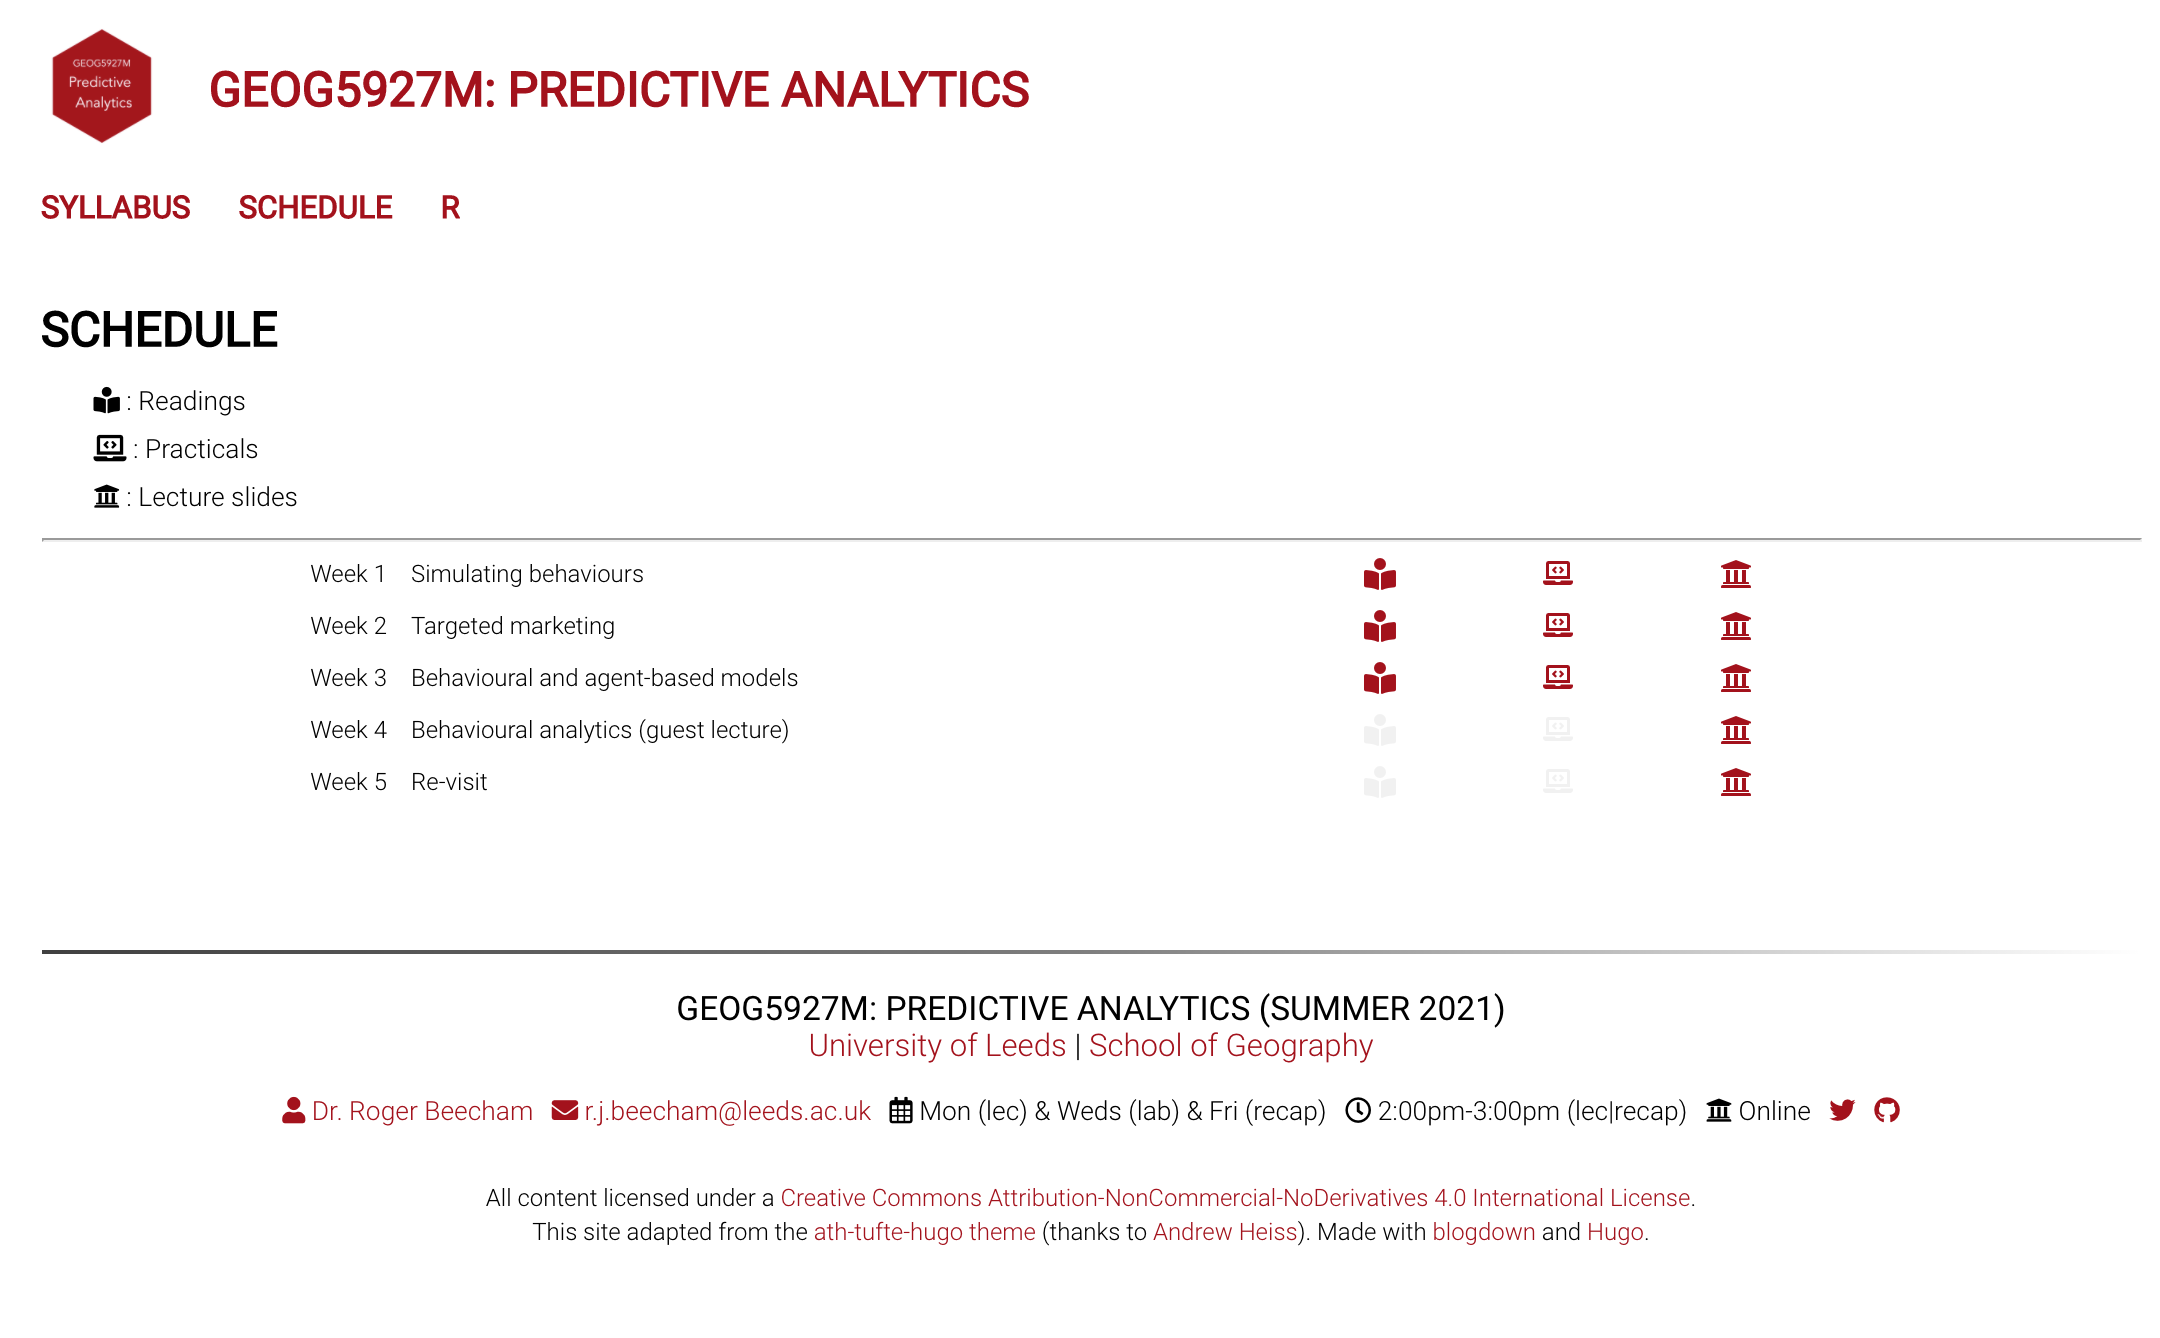 GEOG5927M
Predictive
Analytics
GEOG5927M: PREDICTIVE ANALYTICS
SYLLABUS SCHEDULE R
SCHEDULE
: Readings
: Practicals
: Lecture slides
Week 1 Simulating behaviours
Week 2 Targeted marketing
Week 3 Behavioural and agent-based models
Week 4 Behavioural analytics (guest lecture)
Week 5 Re-visit
GEOG5927M: PREDICTIVE ANALYTICS (SUMMER 2021)
University of Leeds | School of Geography
Dr. Roger Beecham r.j.beecham@leeds.ac.uk Mon (lec) & Weds (lab) & Fri (recap) 2:00pm-3:00pm (lec|recap) Online
All content licensed under a Creative Commons Attribution-NonCommercial-NoDerivatives 4.0 International License.
This site adapted from the ath-tufte-hugo theme (thanks to Andrew Heiss). Made with blogdown and Hugo.